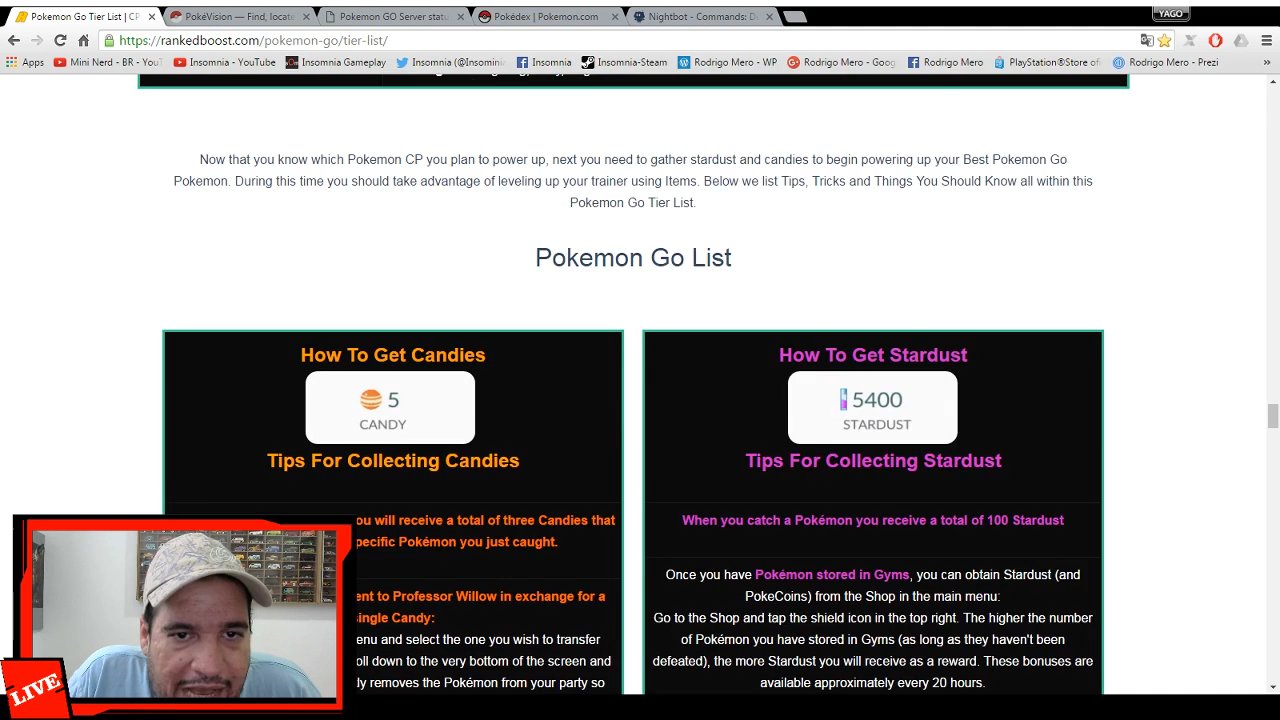 Pokemon Go Tier List | CP
PokéVision — Find, locate
Pokemon GO Server statu
Pokédex | Pokemon.com
Nightbot - Commands: De
YAGO
https://rankedboost.com/pokemon-go/tier-list/
Apps
Mini Nerd - BR - You
Insomnia - YouTube
Insomnia Gameplay
Insomnia (@Insomini
Insomnia
Insomnia-Steam
Rodrigo Mero - WP
Rodrigo Mero - Goog
Rodrigo Mero
PlayStation®Store of
Rodrigo Mero - Prezi
»
Now that you know which Pokemon CP you plan to power up, next you need to gather stardust and candies to begin powering up your Best Pokemon Go
Pokemon. During this time you should take advantage of leveling up your trainer using Items. Below we list Tips, Tricks and Things You Should Know all within this
Pokemon Go Tier List.
Pokemon Go List
How To Get Candies
5
CANDY
Tips For Collecting Candies
ou will receive a total of three Candies that
pecific Pokémon you just caught.
ent to Professor Willow in exchange for a
single Candy:
enu and select the one you wish to transfer
oll down to the very bottom of the screen and
ly removes the Pokémon from your party so
How To Get Stardust
5400
STARDUST
Tips For Collecting Stardust
When you catch a Pokémon you receive a total of 100 Stardust
Once you have Pokémon stored in Gyms, you can obtain Stardust (and
PokeCoins) from the Shop in the main menu:
Go to the Shop and tap the shield icon in the top right. The higher the number
of Pokémon you have stored in Gyms (as long as they haven't been
defeated), the more Stardust you will receive as a reward. These bonuses are
available approximately every 20 hours.
LIVE